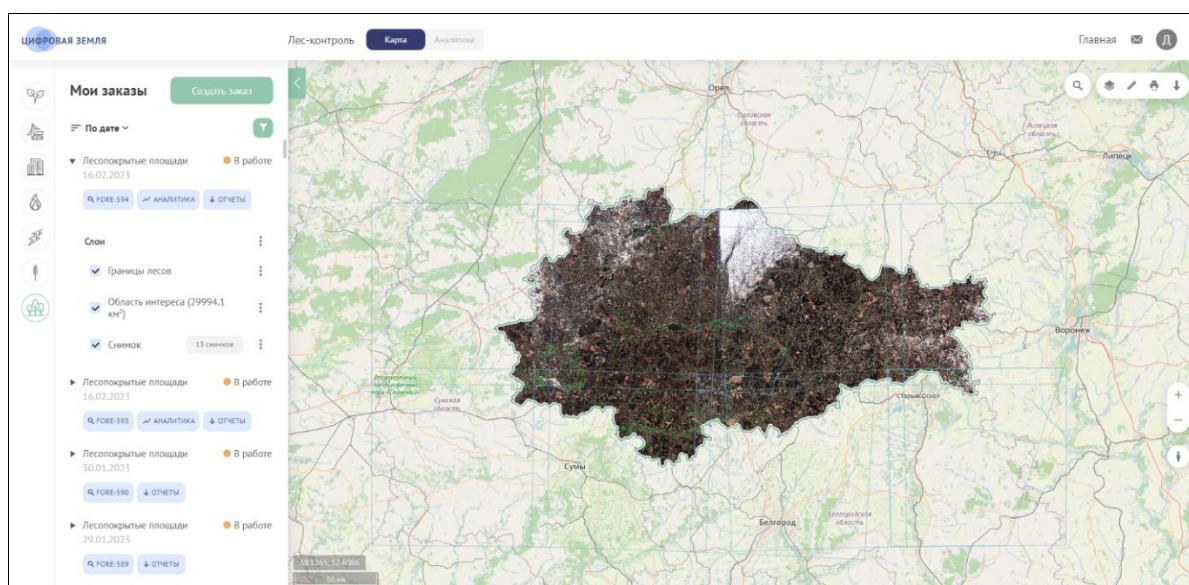 ЦИФРОВАЯ ЗЕМЛЯ
Лес-контроль
Карта
Аналитика
Главная
Д
Мои заказы
Создать заказ
По дате
Лесопокрытые площади
В работе
16.02.2023
FORE-594
АНАЛИТИКА
ОТЧЕТЫ
Слои
Границы лесов
Область интереса (29994.1
км²)
Снимок
13 снимков
Лесопокрытые площади
В работе
16.02.2023
FORE-593
АНАЛИТИКА
ОТЧЕТЫ
Лесопокрытые площади
В работе
30.01.2023
FORE-590
ОТЧЕТЫ
Лесопокрытые площади
В работе
29.01.2023
FORE-589
ОТЧЕТЫ
Орел
Орловская
область
Липецкая
область
Елец
Липецк
Воронеж
Старый Оскол
Сумская
область
Сумы
Белгород
Белгородская
область
50 км